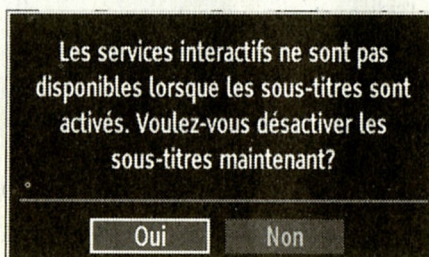 Les services interactifs ne sont pas
disponibles lorsque les sous-titres sont
activés. Voulez-vous désactiver les
sous-titres maintenant?
Oui Non